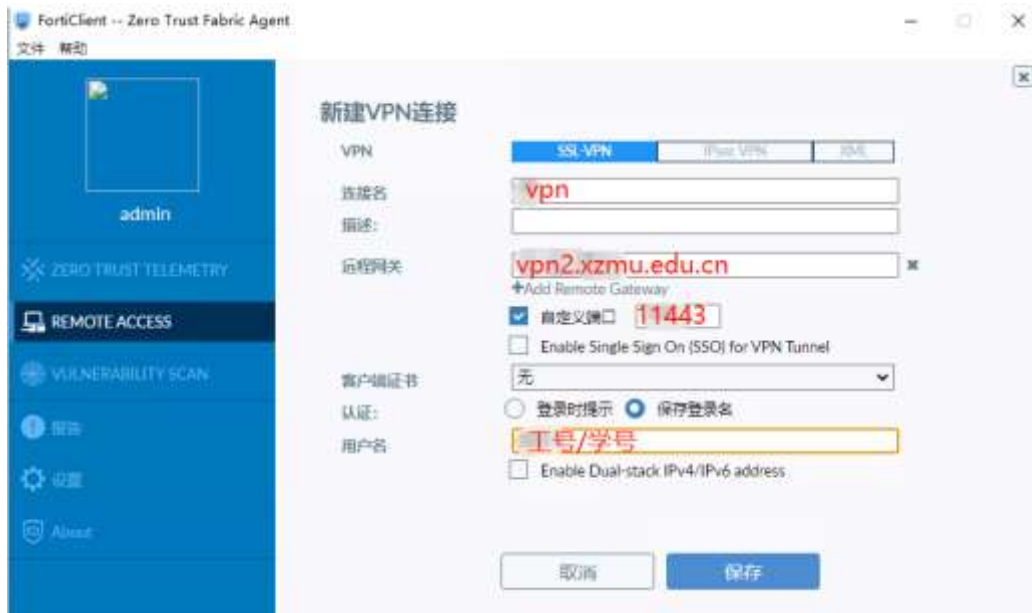 FortiClient -- Zero Trust Fabric Agent
文件 帮助
admin
ZERO TRUST TELEMETRY
REMOTE ACCESS
VULNERABILITY SCAN
报告
设置
About
新建VPN连接
VPN SSL-VPN IPsec VPN XML
连接名 vpn
描述:
远程网关 vpn2.xzmu.edu.cn
+Add Remote Gateway
自定义端口 11443
Enable Single Sign On (SSO) for VPN Tunnel
客户端证书 无
认证: 登录时提示 保存登录名
用户名 工号/学号
Enable Dual-stack IPv4/IPv6 address
取消 保存